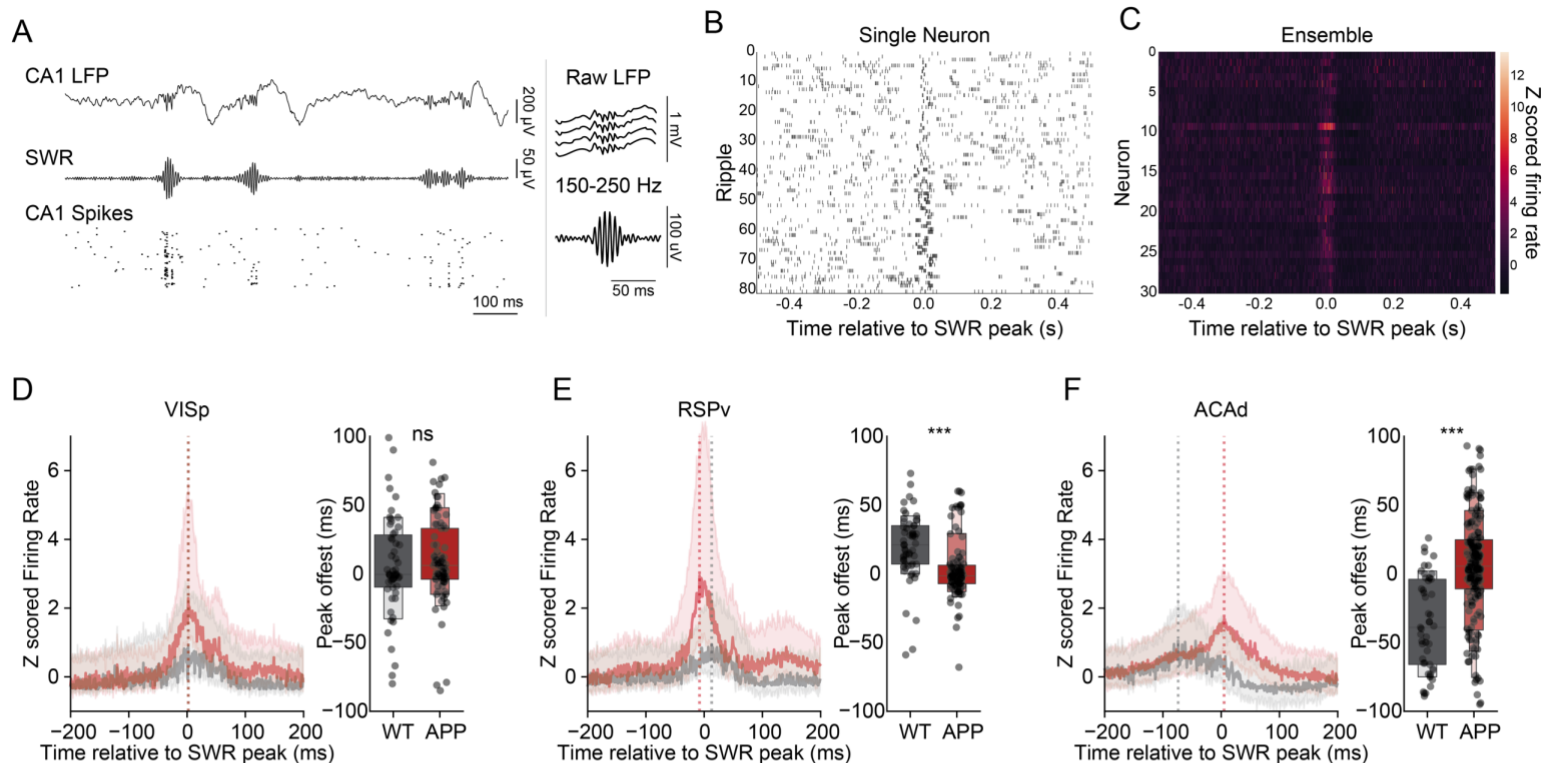 A
CA1 LFP
200 µV
SWR
50 µV
CA1 Spikes
100 ms
Raw LFP
1 mV
150-250 Hz
100 uV
50 ms
B
Single Neuron
Ripple
0
10
20
30
40
50
60
70
80
-0.4
-0.2
0.0
0.2
0.4
Time relative to SWR peak (s)
C
Ensemble
Neuron
0
5
10
15
20
25
30
-0.4
-0.2
0.0
0.2
0.4
Time relative to SWR peak (s)
12
10
8
6
4
2
0
Z scored firing rate
D
VISp
Z scored Firing Rate
6
4
2
0
−200
−100
0
100
200
Time relative to SWR peak (ms)
ns
Peak offest (ms)
100
50
0
−50
−100
WT
APP
E
RSPv
Z scored Firing Rate
6
4
2
0
−200
−100
0
100
200
Time relative to SWR peak (ms)
***
Peak offest (ms)
100
50
0
−50
−100
WT
APP
F
ACAd
Z scored Firing Rate
6
4
2
0
−200
−100
0
100
200
Time relative to SWR peak (ms)
***
Peak offest (ms)
100
50
0
−50
−100
WT
APP